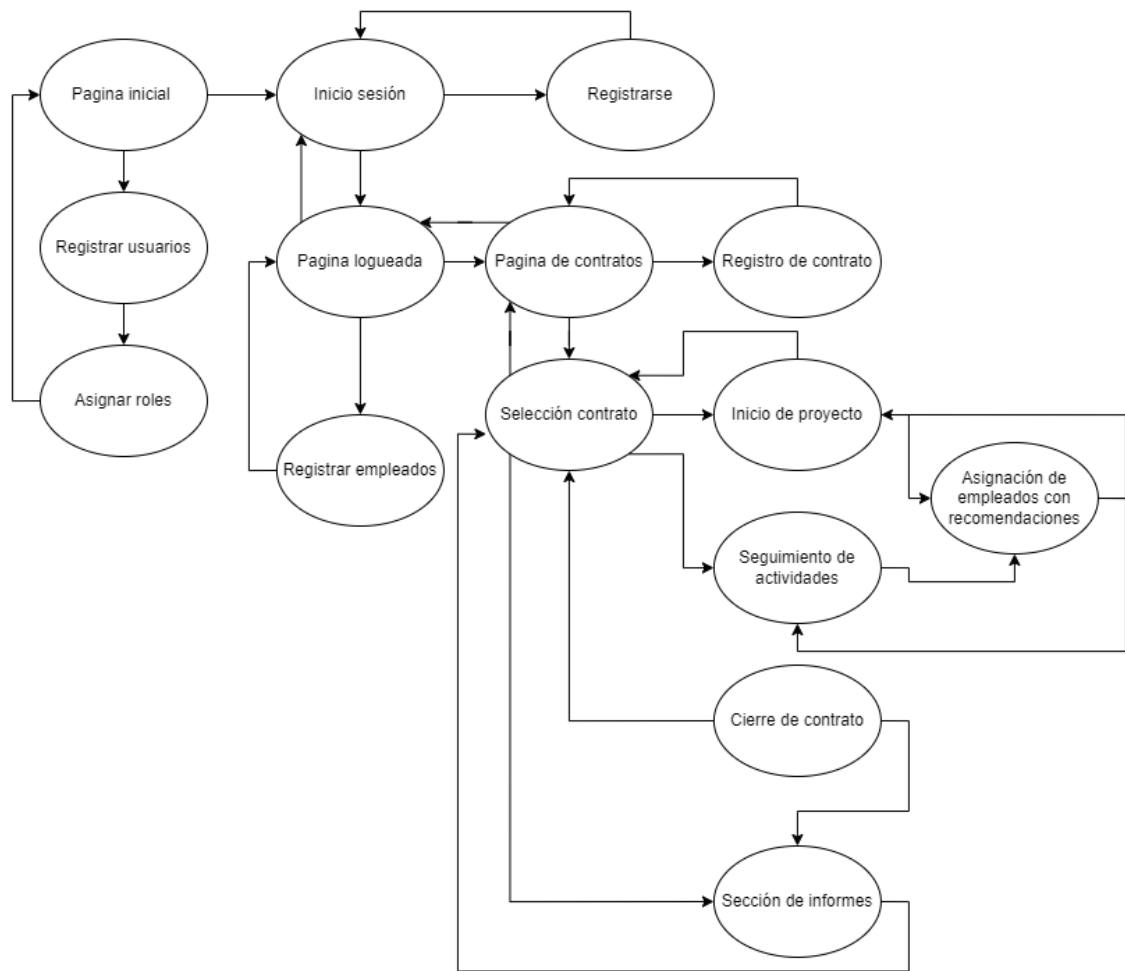 Pagina inicial
Inicio sesión
Registrarse
Registrar usuarios
Pagina logueada
Pagina de contratos
Registro de contrato
Asignar roles
Registrar empleados
Selección contrato
Inicio de proyecto
Asignación de
empleados con
recomendaciones
Seguimiento de
actividades
Cierre de contrato
Sección de informes